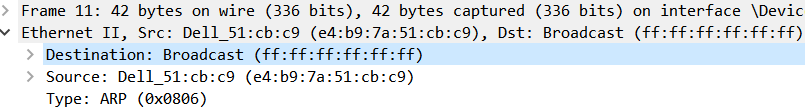 Frame 11: 42 bytes on wire (336 bits), 42 bytes captured (336 bits) on interface \Devic
Ethernet II, Src: Dell_51:cb:c9 (e4:b9:7a:51:cb:c9), Dst: Broadcast (ff:ff:ff:ff:ff:ff)
Destination: Broadcast (ff:ff:ff:ff:ff:ff)
Source: Dell_51:cb:c9 (e4:b9:7a:51:cb:c9)
Type: ARP (0x0806)